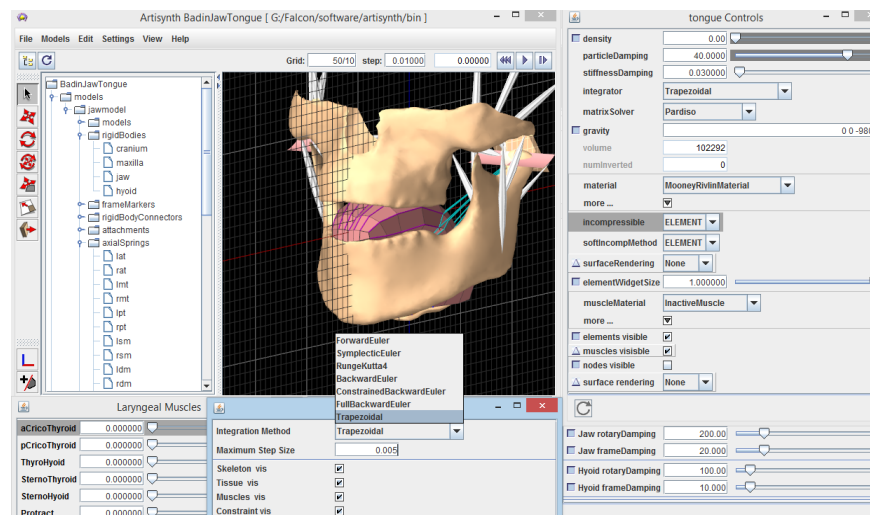 Artisynth BadinJawTongue [ G:/Falcon/software/artisynth/bin ]
File Models Edit Settings View Help
Grid: 50/10 step: 0.01000 0.00000
BadinJawTongue
models
jawmodel
models
rigidBodies
cranium
maxilla
jaw
hyoid
frameMarkers
rigidBodyConnectors
attachments
axialSprings
lat
rat
lmt
rmt
lpt
rpt
lsm
rsm
ldm
rdm
tongue Controls
density 0.00
particleDamping 40.0000
stiffnessDamping 0.030000
integrator Trapezoidal
matrixSolver Pardiso
gravity 0 0 -980
volume 102292
numInverted 0
material MooneyRivlinMaterial
more ...
incompressible ELEMENT
softIncompMethod ELEMENT
surfaceRendering None
elementWidgetSize 1.000000
muscleMaterial InactiveMuscle
more ...
elements visible
muscles visisble
nodes visible
surface rendering None
Jaw rotaryDamping 200.00
Jaw frameDamping 20.000
Hyoid rotaryDamping 100.00
Hyoid frameDamping 10.000
Laryngeal Muscles
aCricoThyroid 0.000000
pCricoThyroid 0.000000
ThyroHyoid 0.000000
SternoThyroid 0.000000
SternoHyoid 0.000000
Protract 0.000000
ForwardEuler
SymplecticEuler
RungeKutta4
BackwardEuler
ConstrainedBackwardEuler
FullBackwardEuler
Trapezoidal
Integration Method Trapezoidal
Maximum Step Size 0.005
Skeleton vis
Tissue vis
Muscles vis
Constraint vis